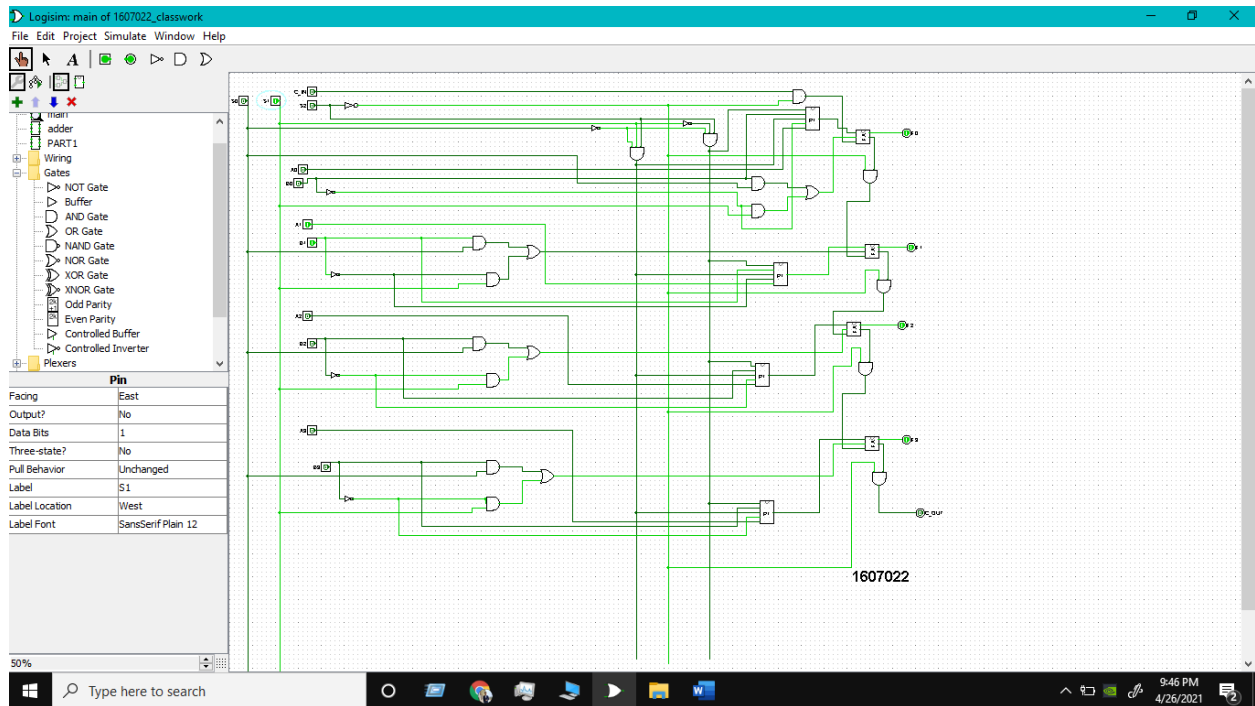 Logisim: main of 1607022_classwork
File Edit Project Simulate Window Help
A
main
adder
PART1
Wiring
Gates
NOT Gate
Buffer
AND Gate
OR Gate
NAND Gate
NOR Gate
XOR Gate
XNOR Gate
Odd Parity
Even Parity
Controlled Buffer
Controlled Inverter
Plexers
Pin
Facing East
Output? No
Data Bits 1
Three-state? No
Pull Behavior Unchanged
Label S1
Label Location West
Label Font SansSerif Plain 12
50%
C_IN
S0 S1 S2
A0
B0
A1
B1
A2
B2
A3
B3
F0
F2
F3
C_OUT
1607022
Type here to search
9:46 PM
4/26/2021
2